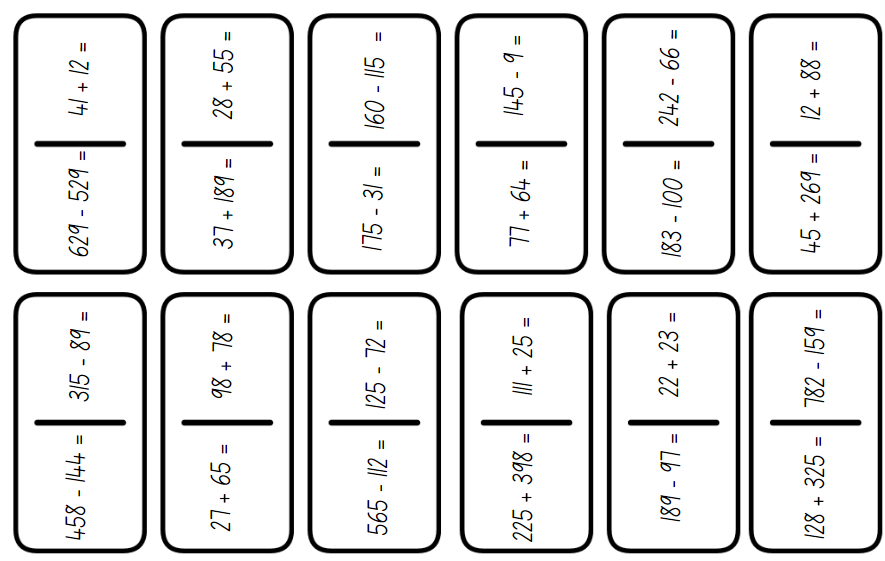 41 + 12 =
629 - 529 =
28 + 55 =
37 + 189 =
160 - 115 =
175 - 31 =
145 - 9 =
77 + 64 =
242 - 66 =
183 - 100 =
12 + 88 =
45 + 269 =
315 - 89 =
458 - 144 =
98 + 78 =
27 + 65 =
125 - 72 =
565 - 112 =
111 + 25 =
225 + 398 =
22 + 23 =
189 - 97 =
782 - 159 =
128 + 325 =